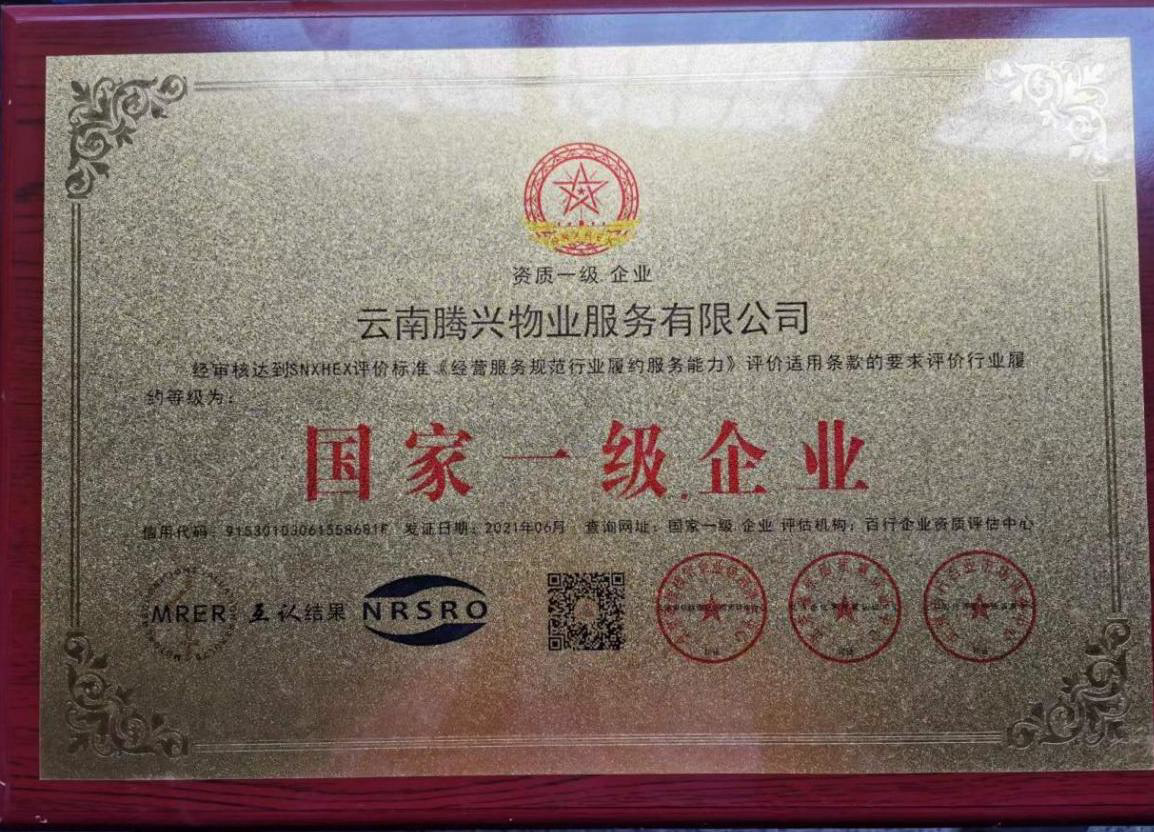 资质一级 企业
云南腾兴物业服务有限公司
经审核达到SNXHEX评价标准《经营服务规范行业履约服务能力》评价适用条款的要求评价行业履
约等级为：
国家一级企业
信用代码：91530103061558681F 发证日期：2021年06月 查询网址：国家一级 企业 评估机构：百行企业资质评估中心
MRER 互认结果 NRSRO